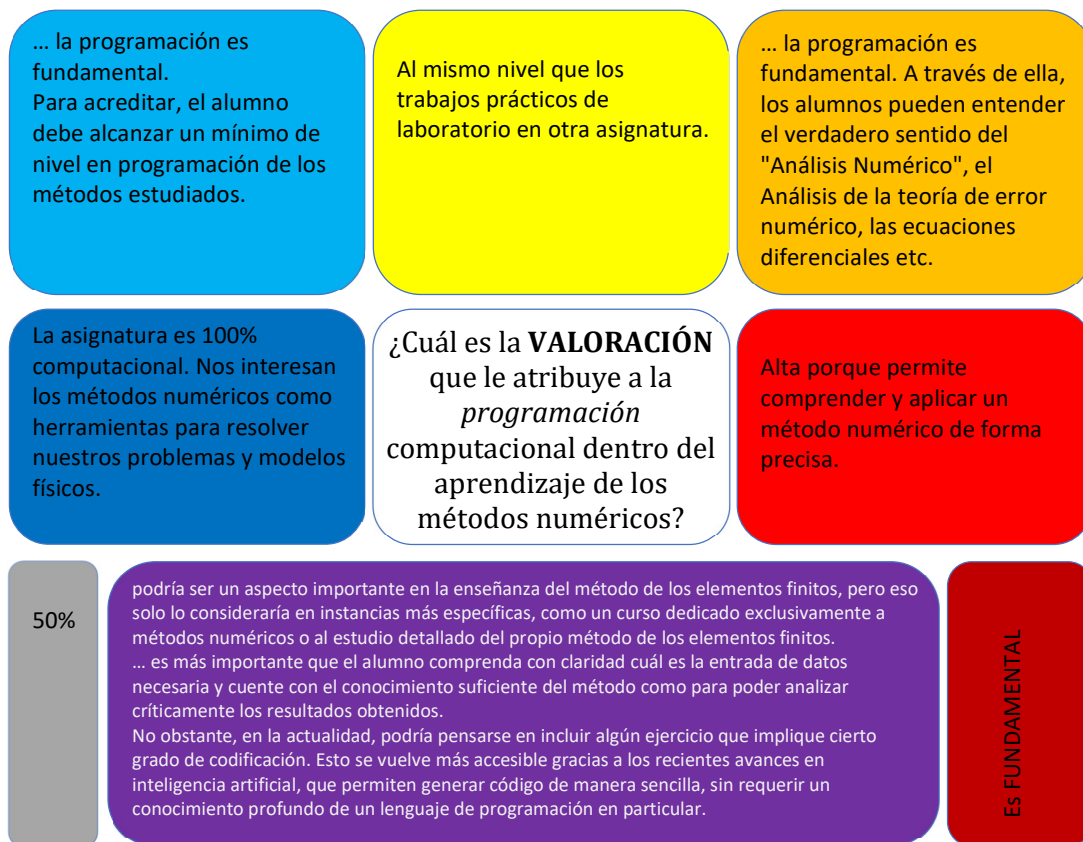 ... la programación es
fundamental.
Para acreditar, el alumno
debe alcanzar un mínimo de
nivel en programación de los
métodos estudiados.
Al mismo nivel que los
trabajos prácticos de
laboratorio en otra asignatura.
... la programación es
fundamental. A través de ella,
los alumnos pueden entender
el verdadero sentido del
"Análisis Numérico", el
Análisis de la teoría de error
numérico, las ecuaciones
diferenciales etc.
La asignatura es 100%
computacional. Nos interesan
los métodos numéricos como
herramientas para resolver
nuestros problemas y modelos
físicos.
¿Cuál es la VALORACIÓN
que le atribuye a la
programación
computacional dentro del
aprendizaje de los
métodos numéricos?
Alta porque permite
comprender y aplicar un
método numérico de forma
precisa.
50%
podría ser un aspecto importante en la enseñanza del método de los elementos finitos, pero eso
solo lo consideraría en instancias más específicas, como un curso dedicado exclusivamente a
métodos numéricos o al estudio detallado del propio método de los elementos finitos.
... es más importante que el alumno comprenda con claridad cuál es la entrada de datos
necesaria y cuente con el conocimiento suficiente del método como para poder analizar
críticamente los resultados obtenidos.
No obstante, en la actualidad, podría pensarse en incluir algún ejercicio que implique cierto
grado de codificación. Esto se vuelve más accesible gracias a los recientes avances en
inteligencia artificial, que permiten generar código de manera sencilla, sin requerir un
conocimiento profundo de un lenguaje de programación en particular.
Es FUNDAMENTAL